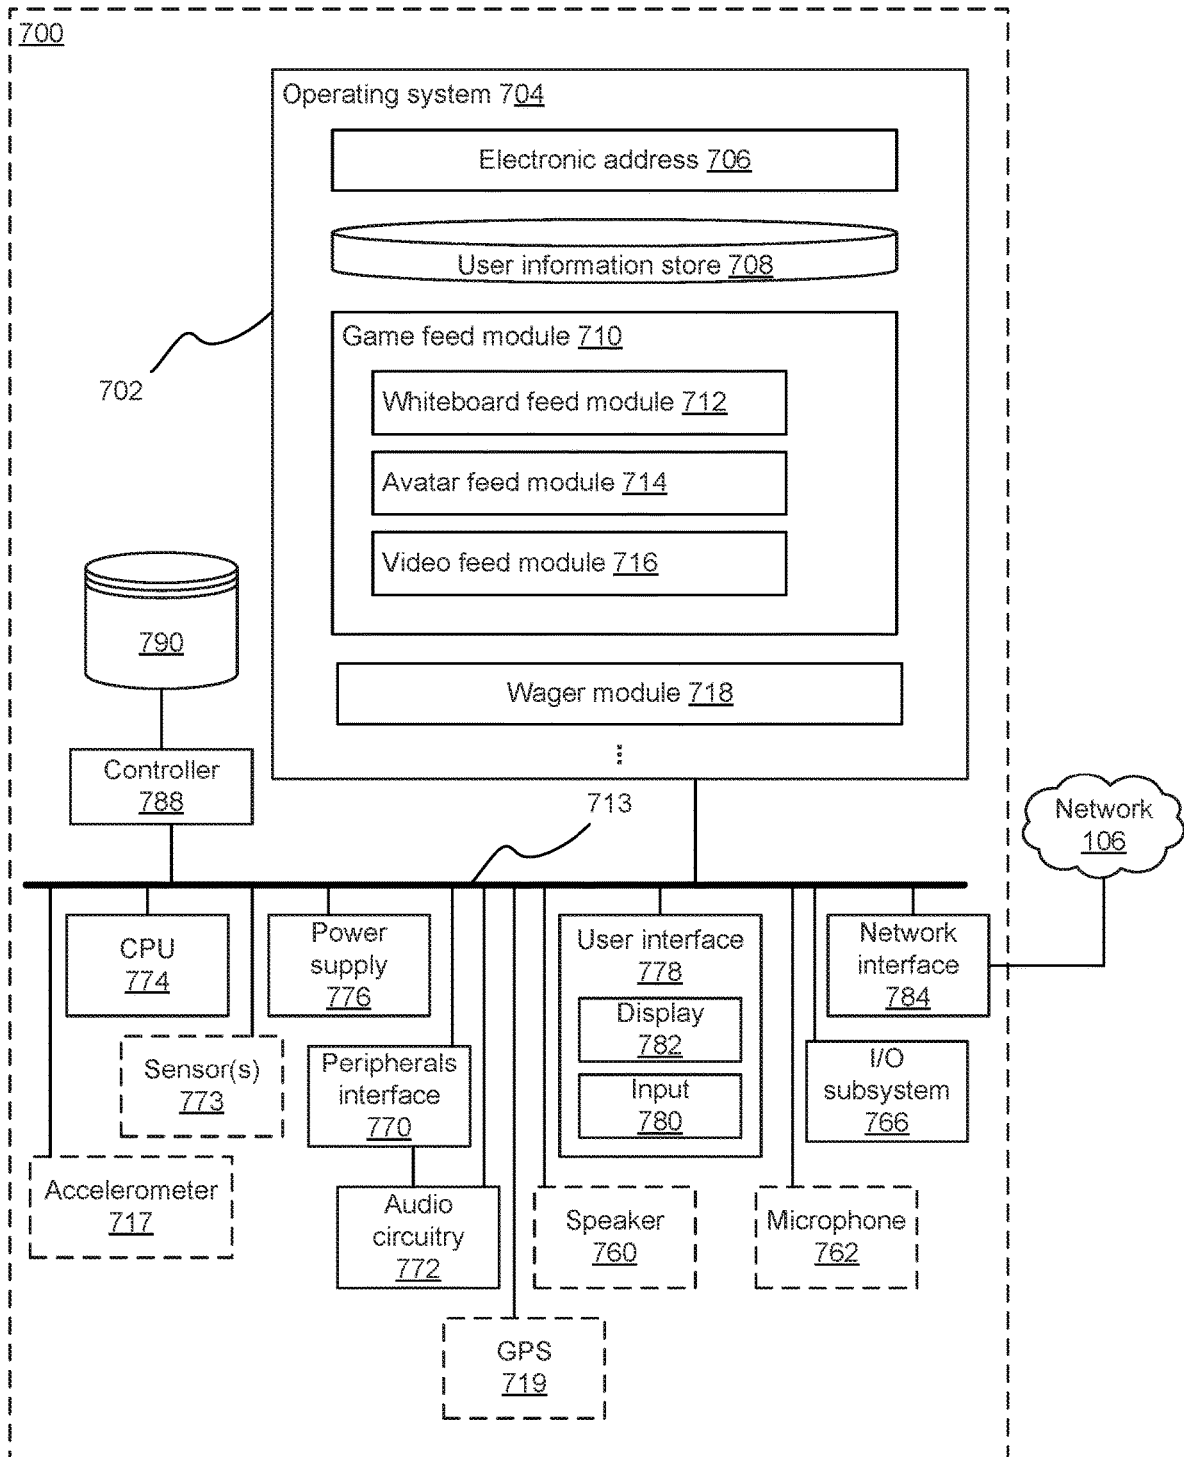 700
Operating system 704
Electronic address 706
User information store 708
Game feed module 710
Whiteboard feed module 712
702
Avatar feed module 714
Video feed module 716
790
Wager module 718
⋮
Controller
788
713
Network
106
CPU
774
Power
supply
776
User interface
778
Display
782
Input
780
Network
interface
784
Sensor(s)
773
Peripherals
interface
770
I/O
subsystem
766
Accelerometer
717
Audio
circuitry
772
Speaker
760
Microphone
762
GPS
719